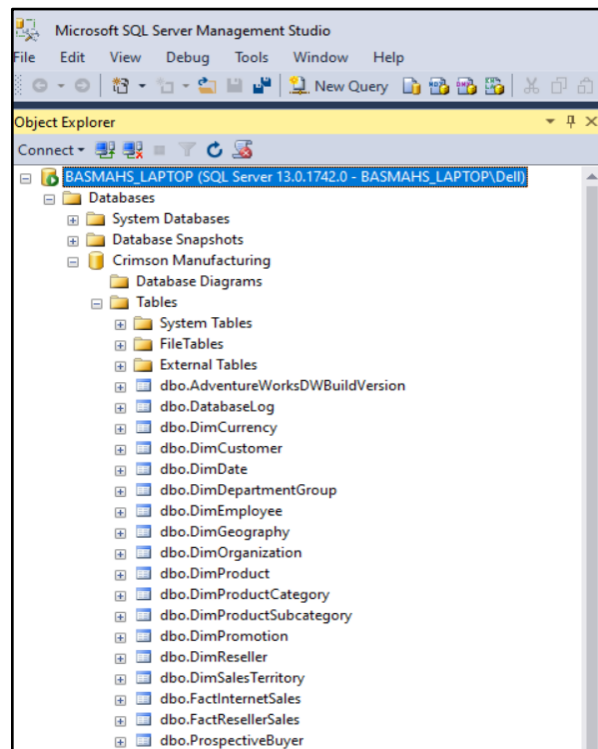 Microsoft SQL Server Management Studio
File Edit View Debug Tools Window Help
New Query
Object Explorer
Connect
BASMAHS_LAPTOP (SQL Server 13.0.1742.0 - BASMAHS_LAPTOP\Dell)
Databases
System Databases
Database Snapshots
Crimson Manufacturing
Database Diagrams
Tables
System Tables
FileTables
External Tables
dbo.AdventureWorksDWBuildVersion
dbo.DatabaseLog
dbo.DimCurrency
dbo.DimCustomer
dbo.DimDate
dbo.DimDepartmentGroup
dbo.DimEmployee
dbo.DimGeography
dbo.DimOrganization
dbo.DimProduct
dbo.DimProductCategory
dbo.DimProductSubcategory
dbo.DimPromotion
dbo.DimReseller
dbo.DimSalesTerritory
dbo.FactInternetSales
dbo.FactResellerSales
dbo.ProspectiveBuyer